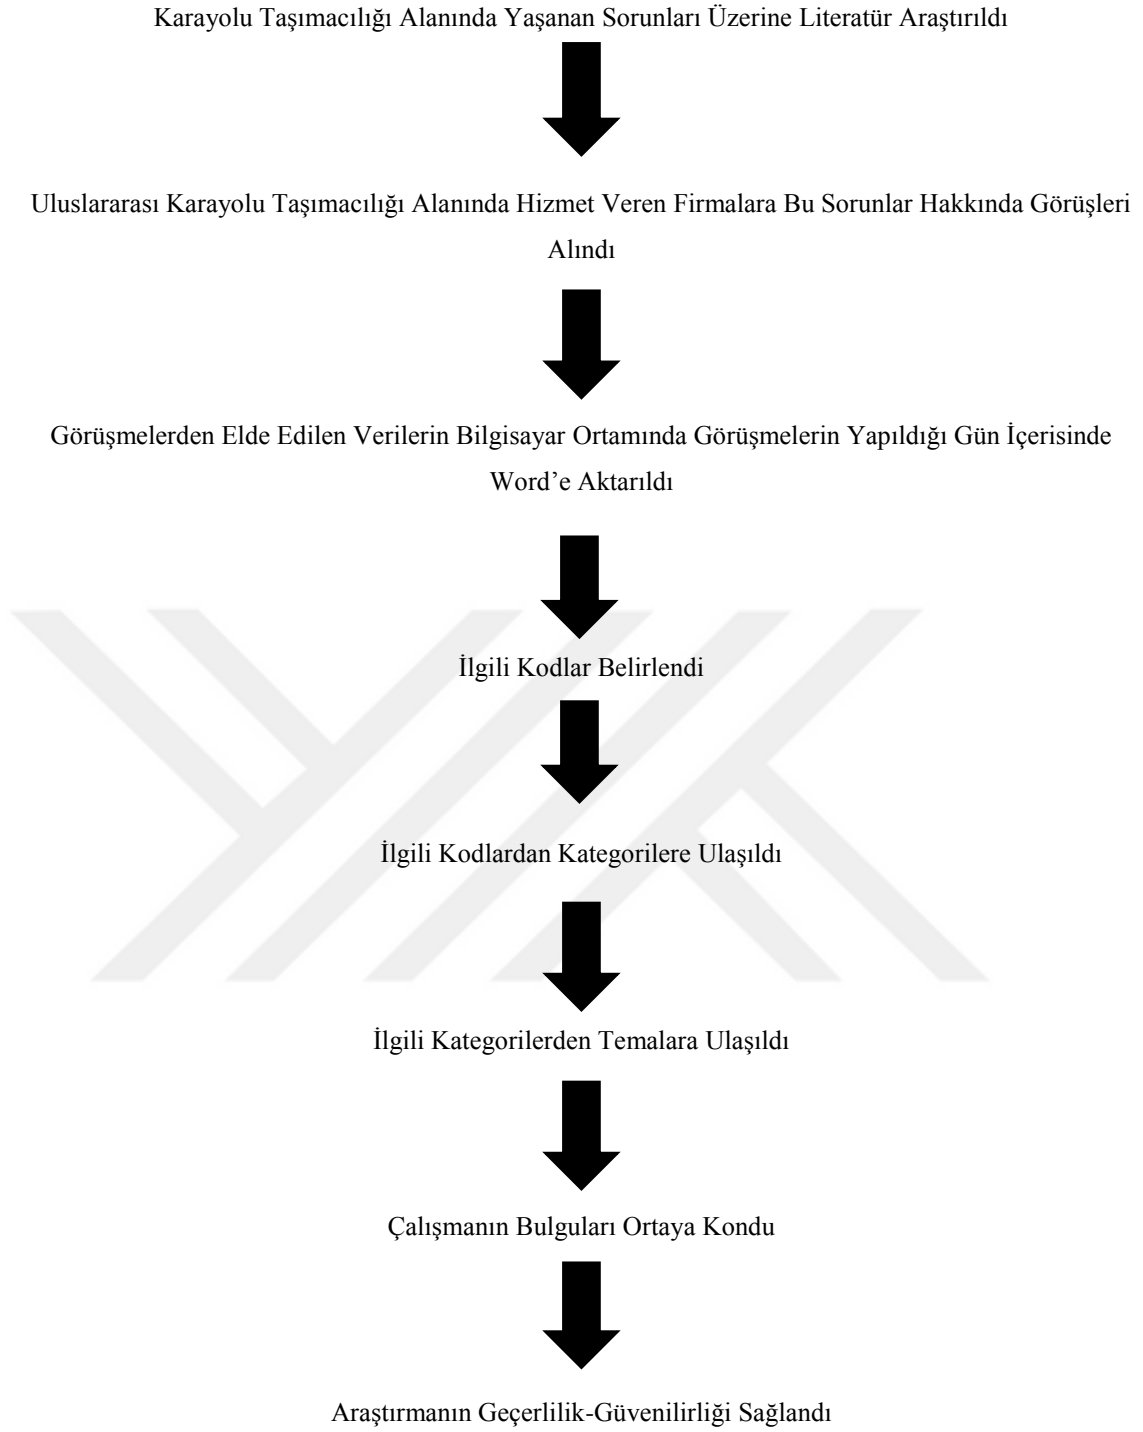 Karayolu Taşımacılığı Alanında Yaşanan Sorunları Üzerine Literatür Araştırıldı
Uluslararası Karayolu Taşımacılığı Alanında Hizmet Veren Firmalara Bu Sorunlar Hakkında Görüşleri
Alındı
Görüşmelerden Elde Edilen Verilerin Bilgisayar Ortamında Görüşmelerin Yapıldığı Gün İçerisinde
Word’e Aktarıldı
İlgili Kodlar Belirlendi
İlgili Kodlardan Kategorilere Ulaşıldı
İlgili Kategorilerden Temalara Ulaşıldı
Çalışmanın Bulguları Ortaya Kondu
Araştırmanın Geçerlilik-Güvenilirliği Sağlandı